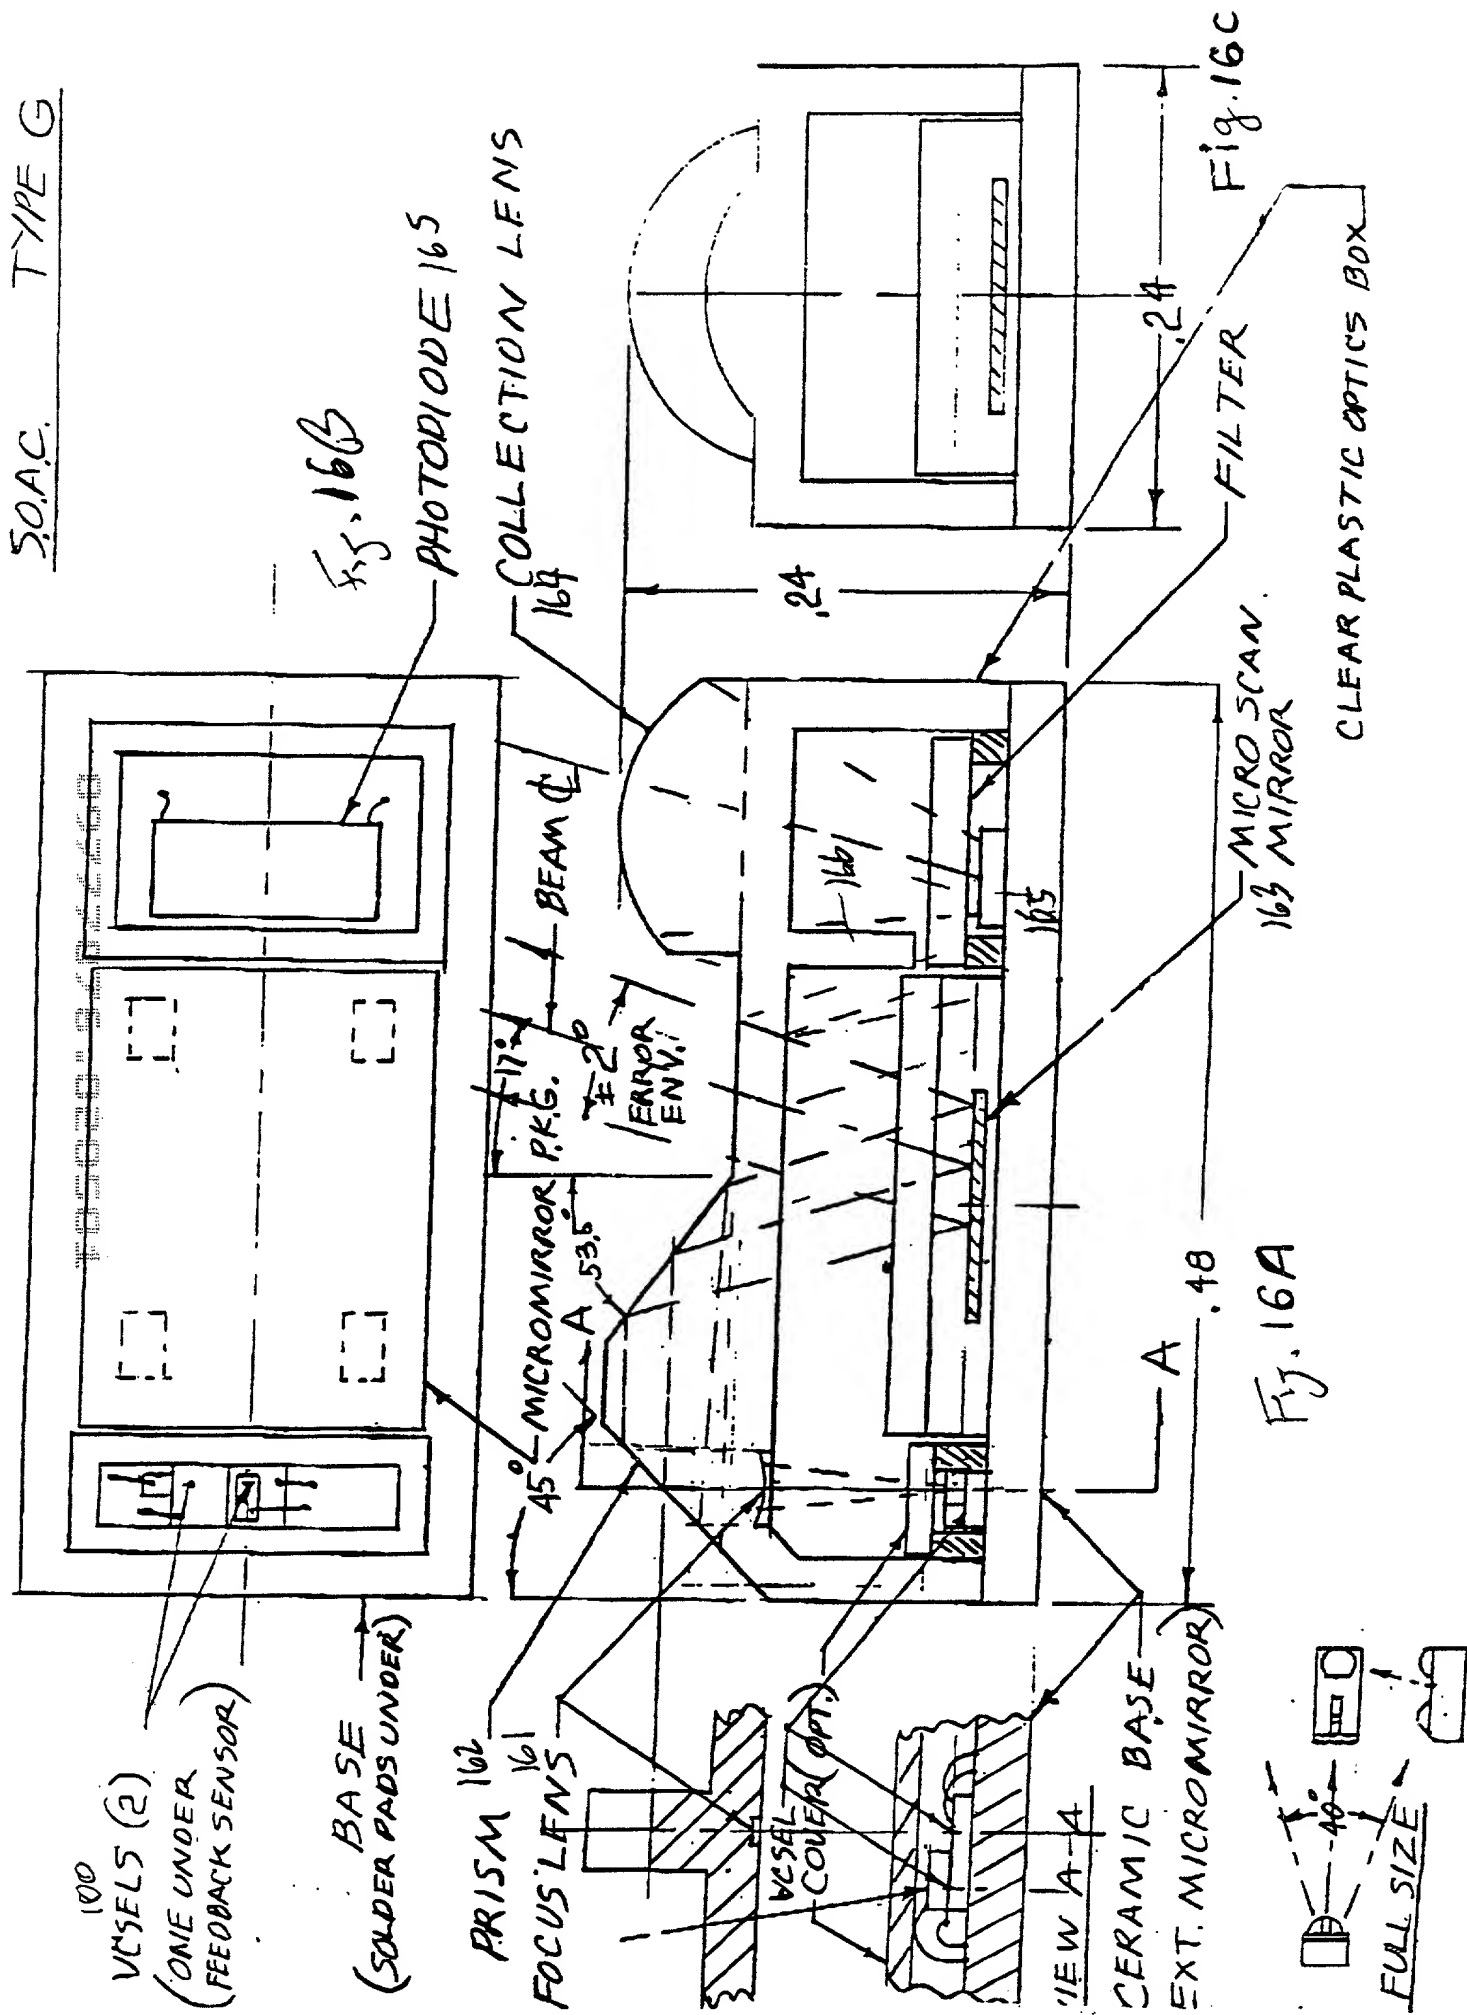 S.O.A.C. TYPE G
100
VCSELS (2)
(ONE UNDER
FEEDBACK SENSOR)
BASE
(SOLDER PADS UNDER)
Fig. 16B
PHOTODIODE 165
COLLECTION LENS
164
MICROMIRROR P.K.G.
17°
BEAM ℄
±2°
ERROR
ENV.
53.5°
45°
A
PRISM 162
161
FOCUS LENS
VCSEL
COVER (OPT.)
VIEW A-A
CERAMIC BASE
EXT. MICROMIRROR)
166
165
.24
.24
.48
A
Fig. 16A
Fig. 16C
FILTER
MICRO SCAN.
163 MIRROR
CLEAR PLASTIC OPTICS BOX
40°
FULL SIZE